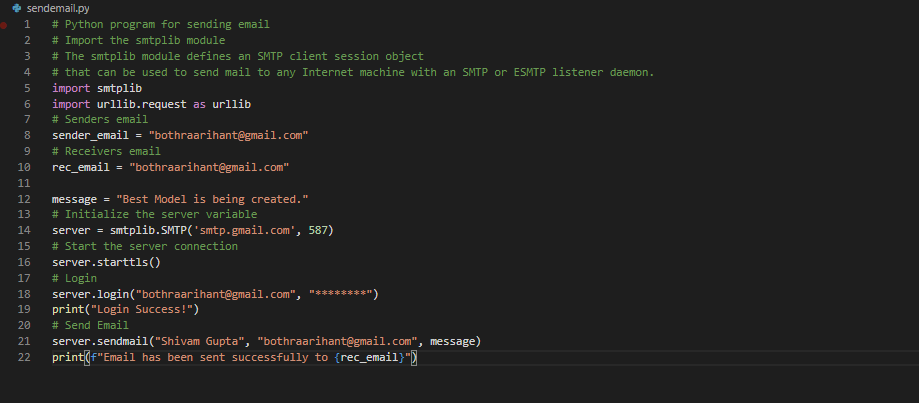 sendemail.py
1 # Python program for sending email
2 # Import the smtplib module
3 # The smtplib module defines an SMTP client session object
4 # that can be used to send mail to any Internet machine with an SMTP or ESMTP listener daemon.
5 import smtplib
6 import urllib.request as urllib
7 # Senders email
8 sender_email = "bothraarihant@gmail.com"
9 # Receivers email
10 rec_email = "bothraarihant@gmail.com"
11
12 message = "Best Model is being created."
13 # Initialize the server variable
14 server = smtplib.SMTP('smtp.gmail.com', 587)
15 # Start the server connection
16 server.starttls()
17 # Login
18 server.login("bothraarihant@gmail.com", "********")
19 print("Login Success!")
20 # Send Email
21 server.sendmail("Shivam Gupta", "bothraarihant@gmail.com", message)
22 print(f"Email has been sent successfully to {rec_email}")